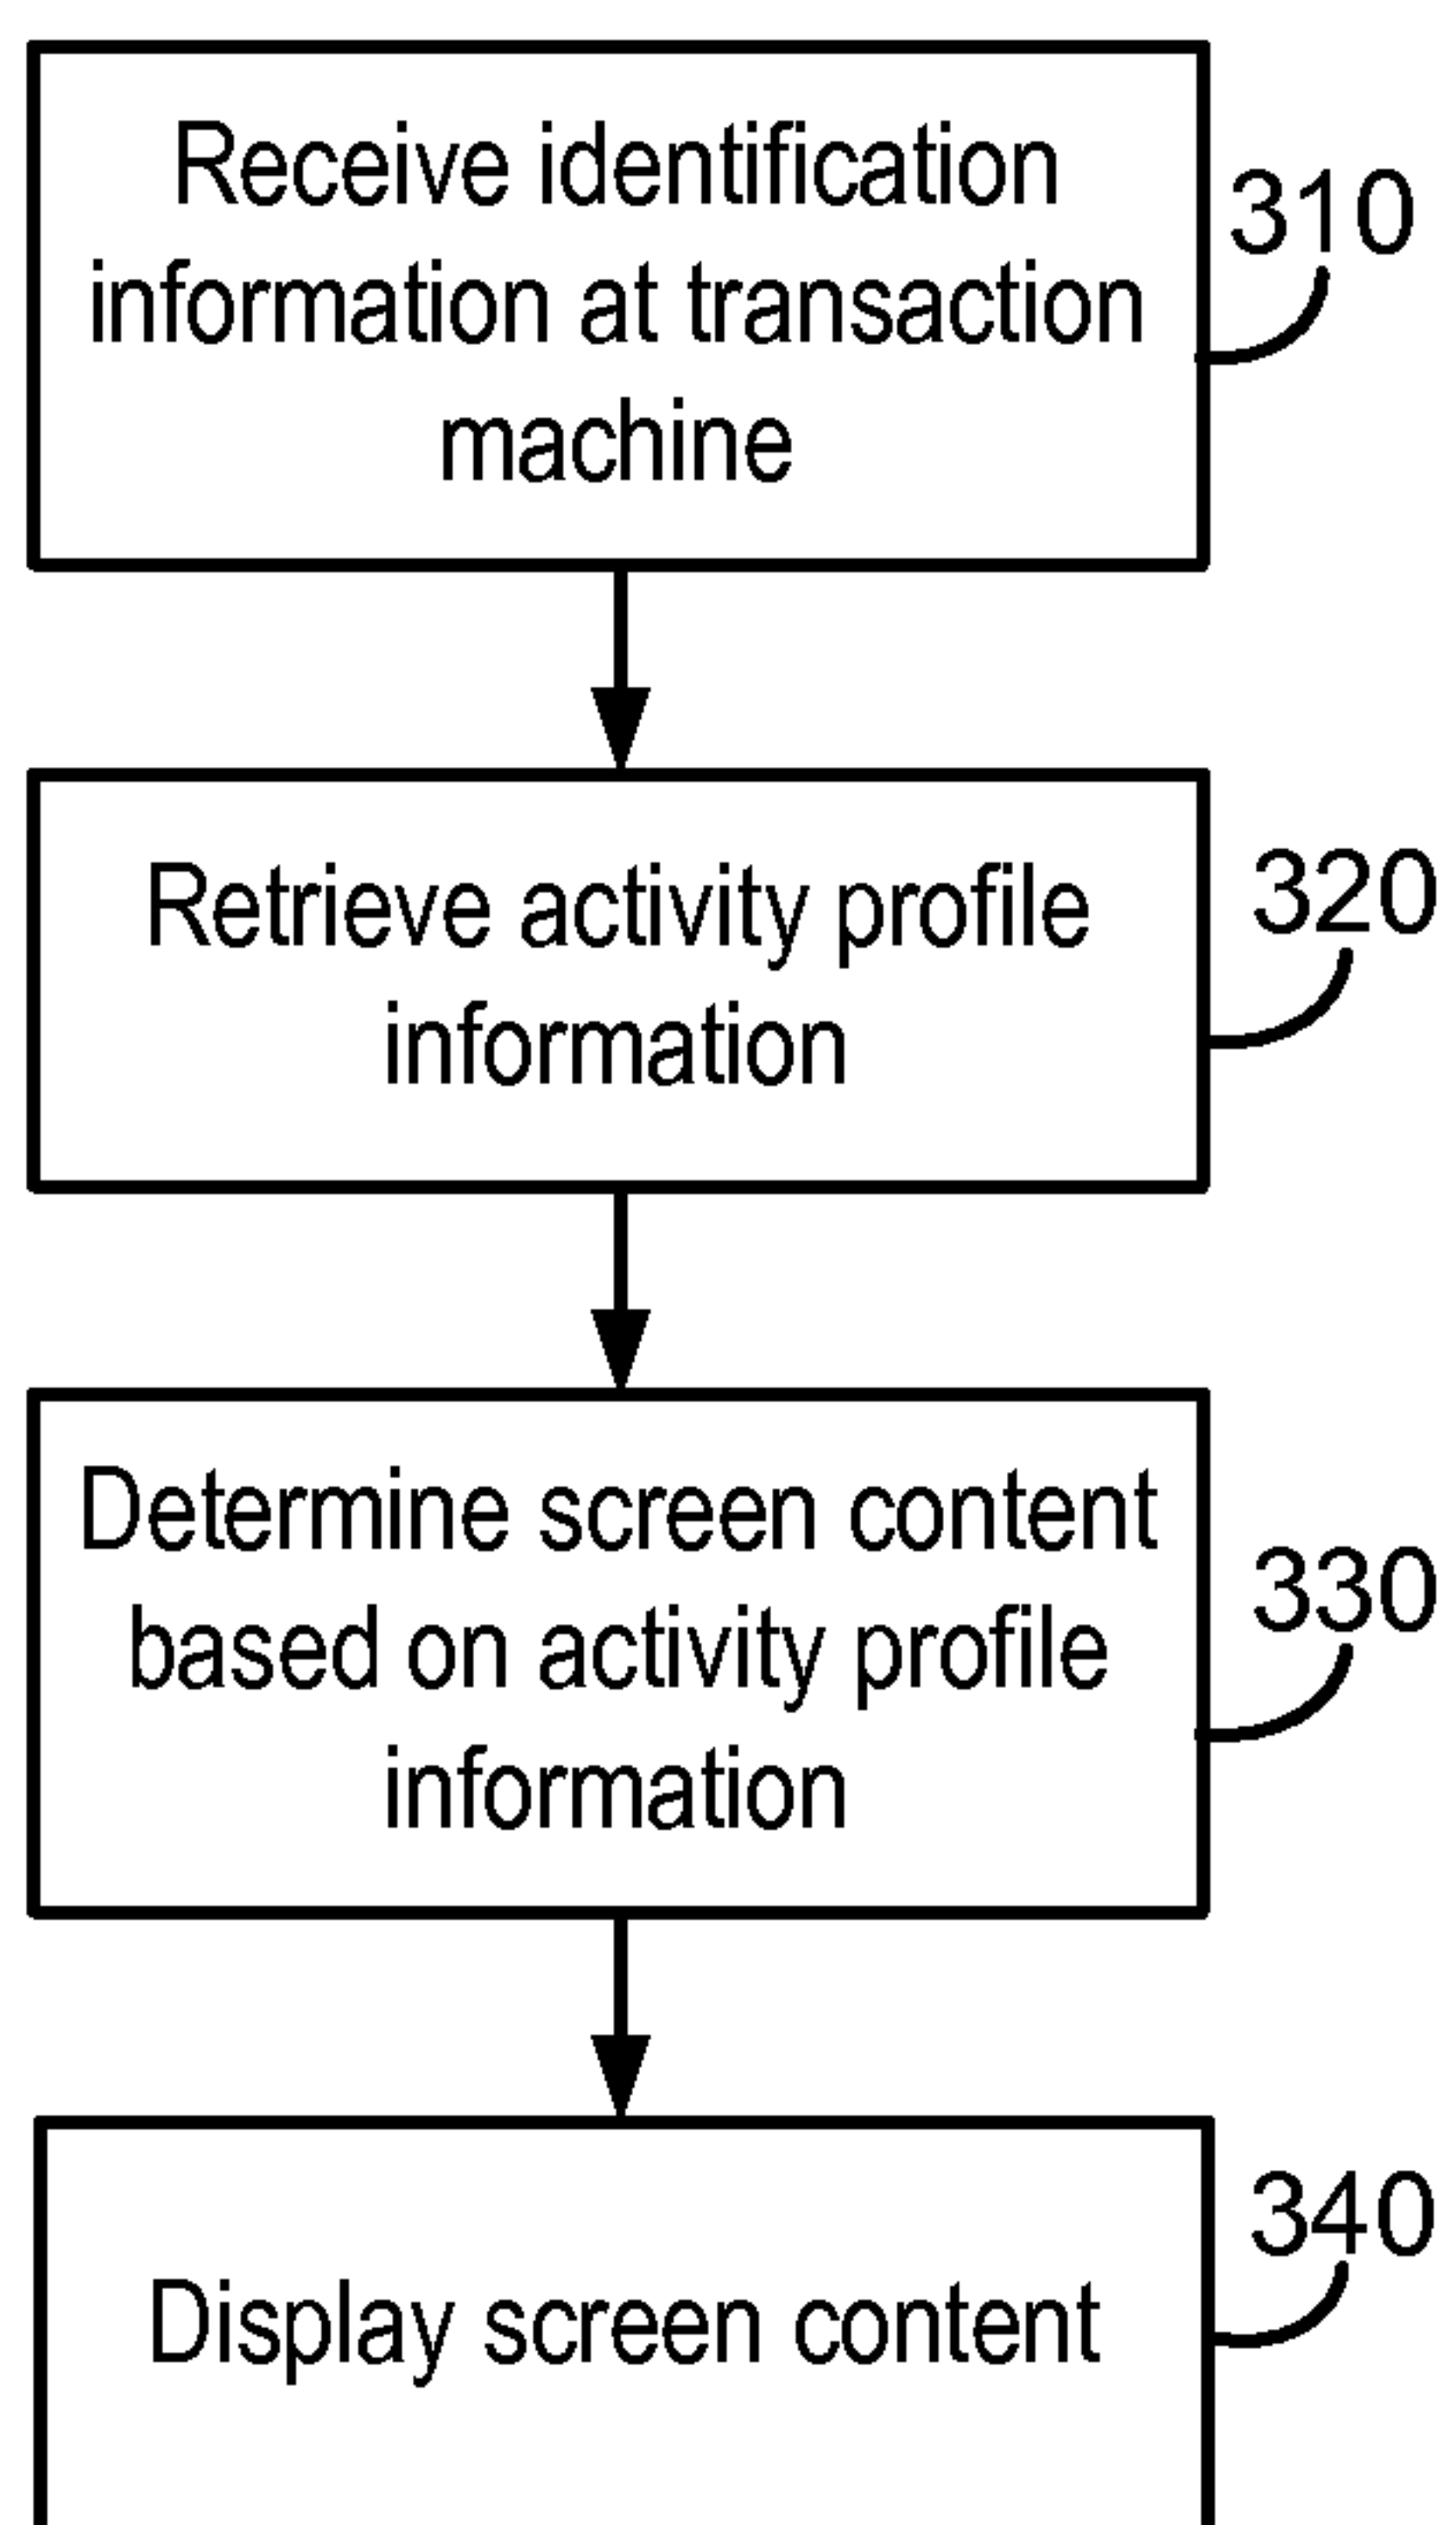 Receive identification
information at transaction
machine
310
Retrieve activity profile
information
320
Determine screen content
based on activity profile
information
330
Display screen content
340